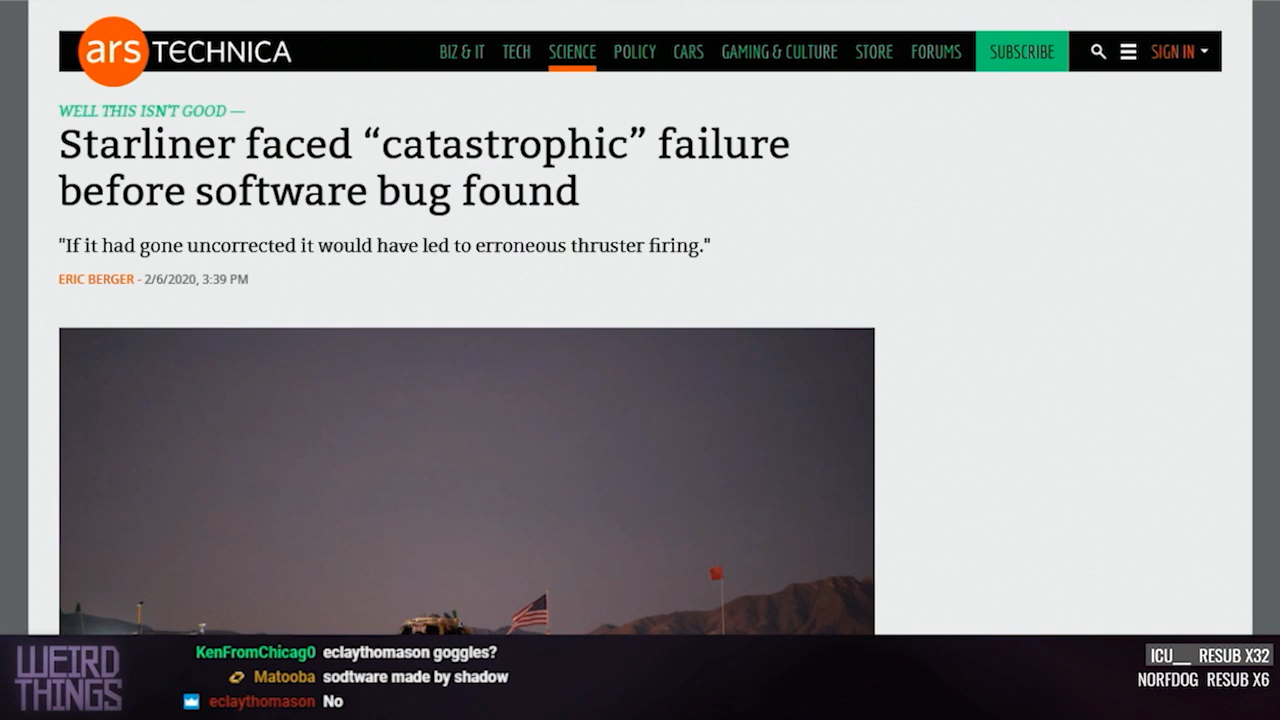 ars TECHNICA
BIZ & IT TECH SCIENCE POLICY CARS GAMING & CULTURE STORE FORUMS SUBSCRIBE SIGN IN
WELL THIS ISN'T GOOD —
Starliner faced “catastrophic” failure
before software bug found
"If it had gone uncorrected it would have led to erroneous thruster firing."
ERIC BERGER - 2/6/2020, 3:39 PM
WEIRD
THINGS
KenFromChicag0 eclaythomason goggles?
Matooba sodtware made by shadow
eclaythomason No
ICU__ RESUB X32
NORFDOG RESUB X6